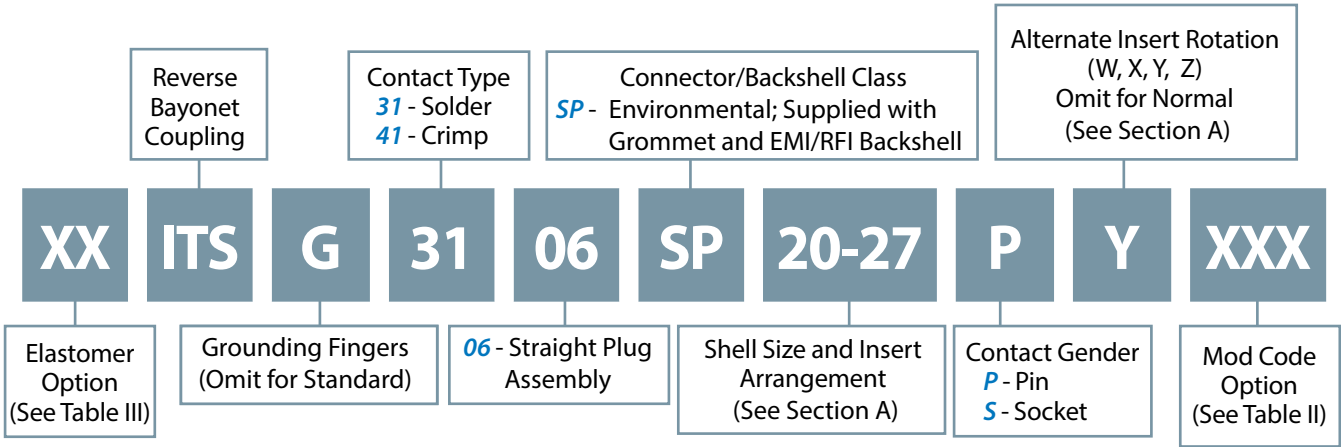 Reverse
Bayonet
Coupling
Contact Type
31 - Solder
41 - Crimp
Connector/Backshell Class
SP - Environmental; Supplied with
Grommet and EMI/RFI Backshell
Alternate Insert Rotation
(W, X, Y, Z)
Omit for Normal
(See Section A)
XX ITS G 31 06 SP 20-27 P Y XXX
Elastomer
Option
(See Table III)
Grounding Fingers
(Omit for Standard)
06 - Straight Plug
Assembly
Shell Size and Insert
Arrangement
(See Section A)
Contact Gender
P - Pin
S - Socket
Mod Code
Option
(See Table II)